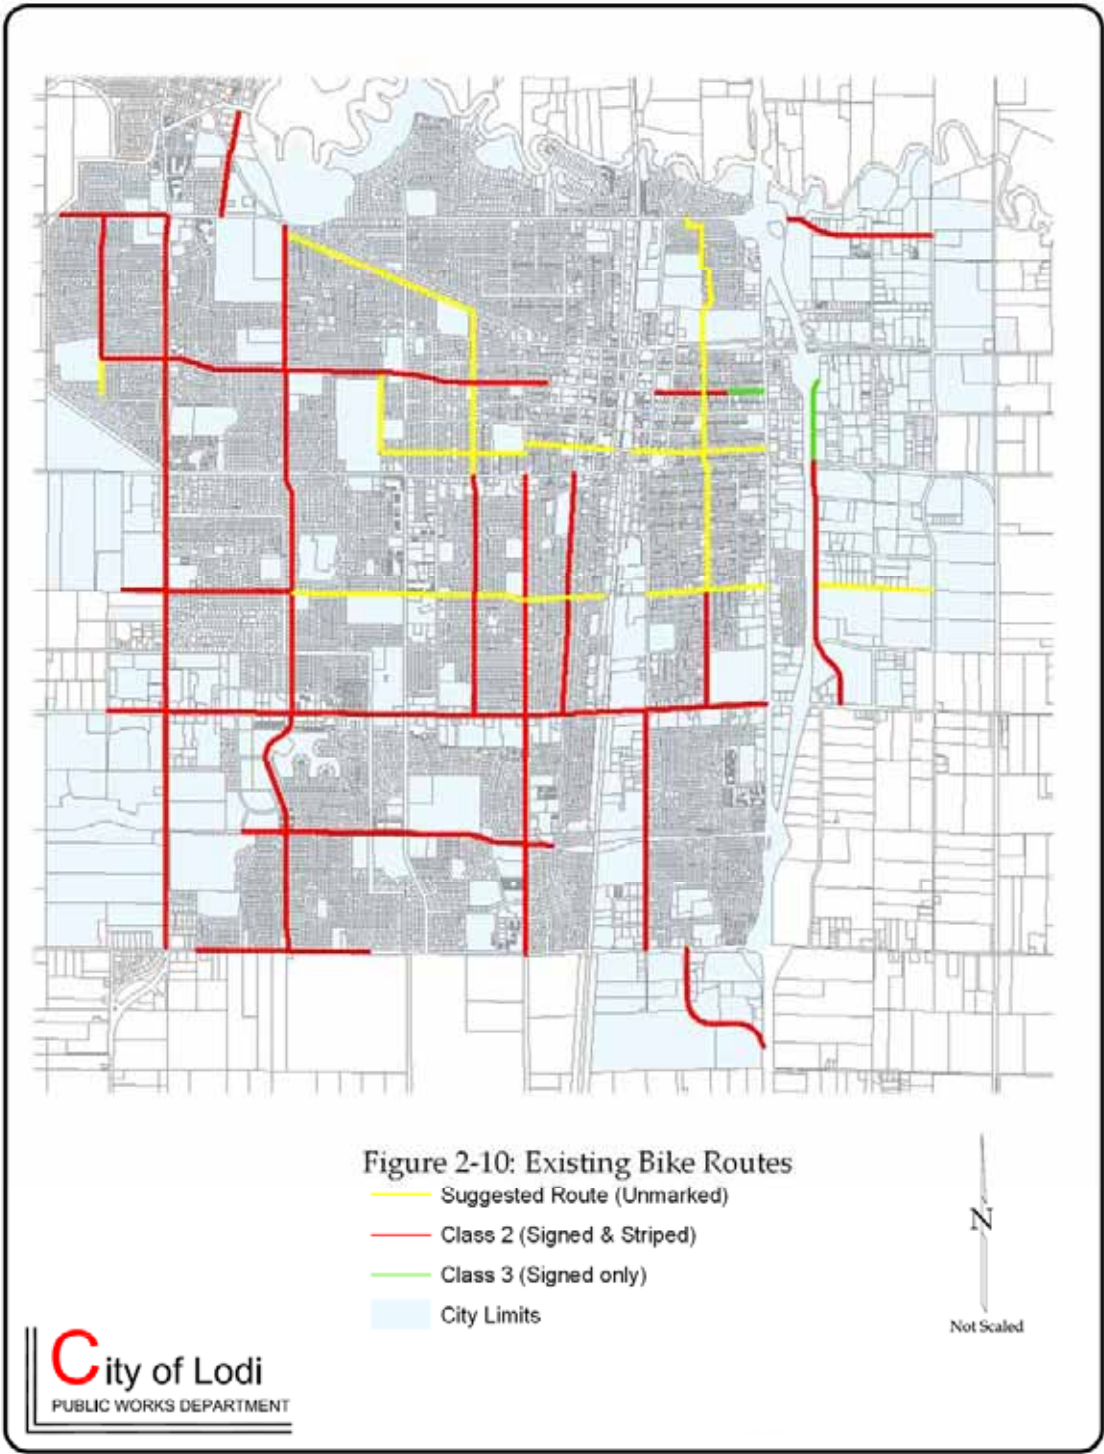 Figure 2-10: Existing Bike Routes
Suggested Route (Unmarked)
Class 2 (Signed & Striped)
Class 3 (Signed only)
City Limits
N
Not Scaled
City of Lodi
PUBLIC WORKS DEPARTMENT